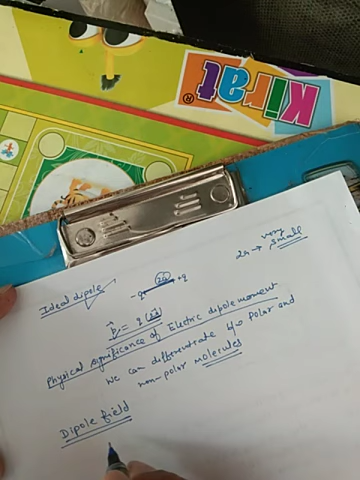 Kirat®
very
2a → small
Ideal dipole
-q 2a +q
p = q (2a)
Physical significance of Electric dipole moment
we can differentiate b/w Polar and
non-polar molecules
Dipole field